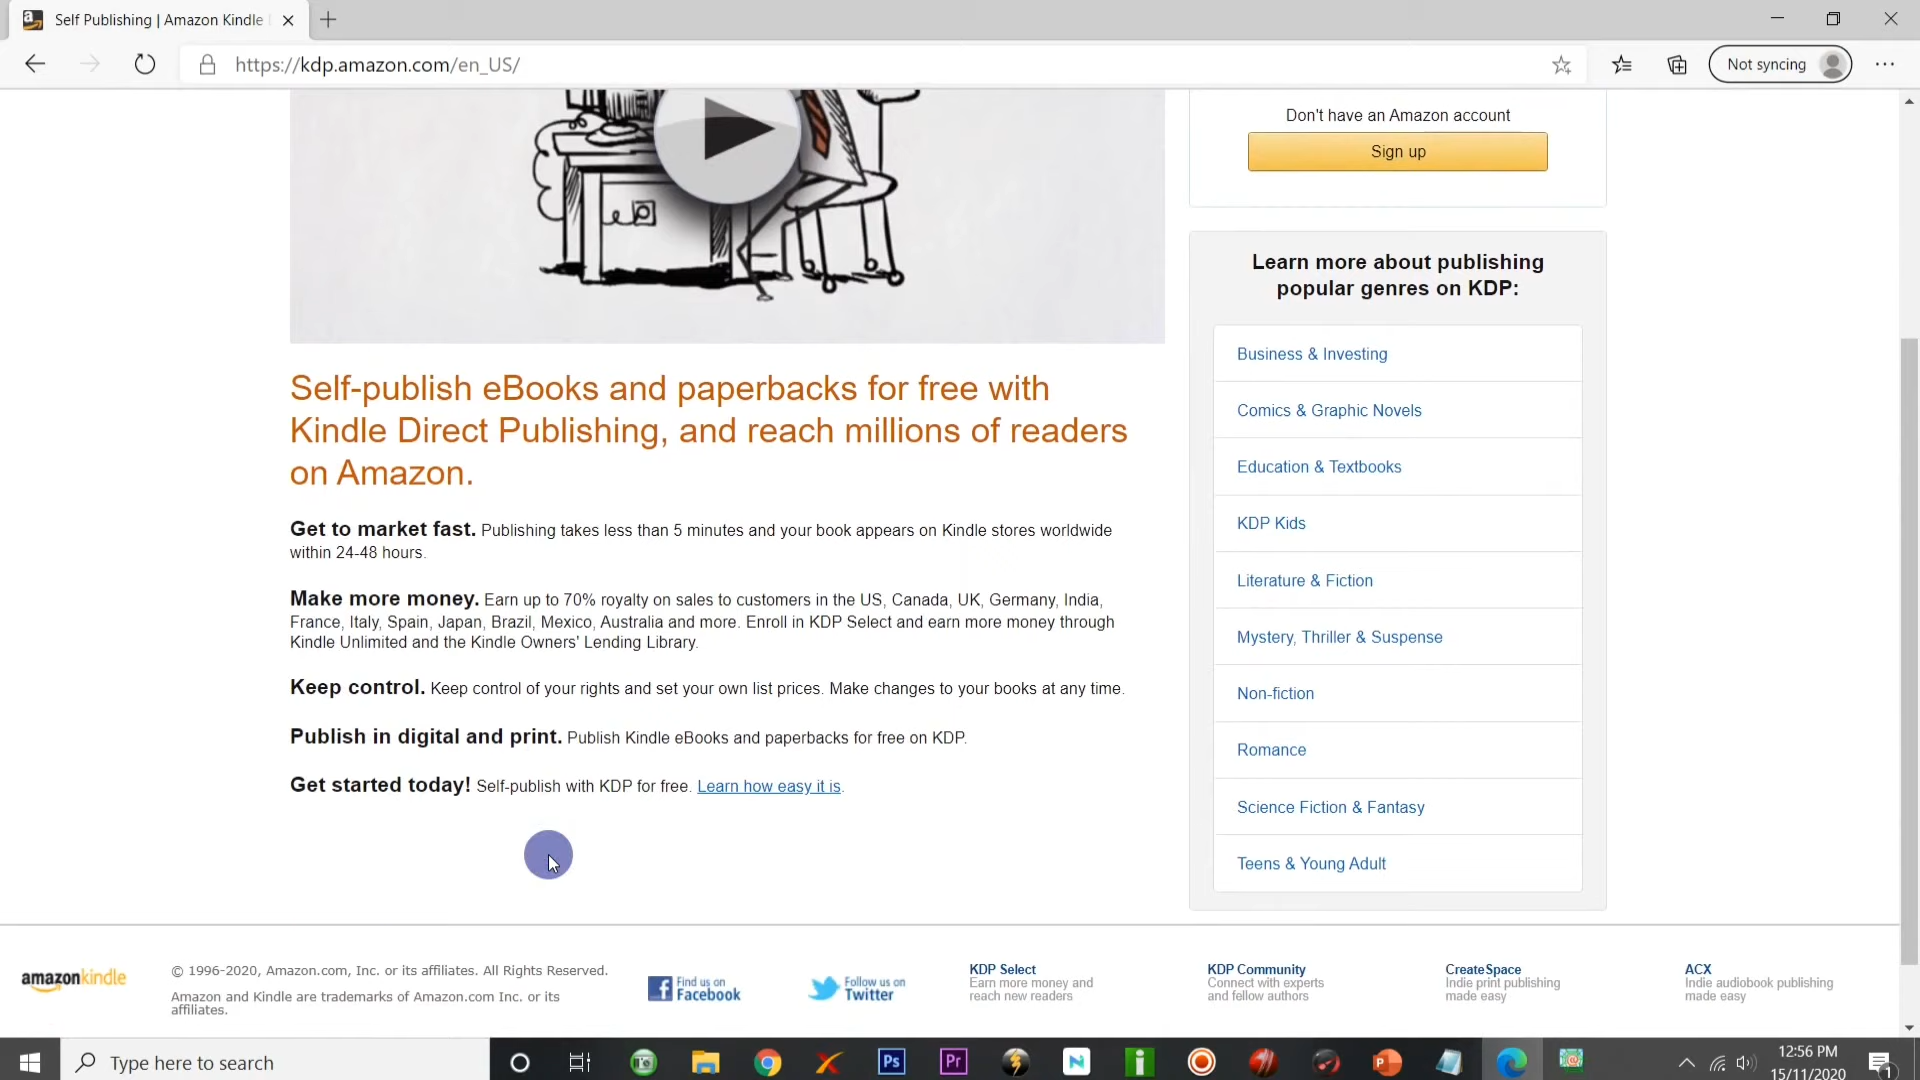 Self Publishing | Amazon Kindle
https://kdp.amazon.com/en_US/
Not syncing
Don't have an Amazon account
Sign up
Self-publish eBooks and paperbacks for free with
Kindle Direct Publishing, and reach millions of readers
on Amazon.
Get to market fast. Publishing takes less than 5 minutes and your book appears on Kindle stores worldwide
within 24-48 hours.
Make more money. Earn up to 70% royalty on sales to customers in the US, Canada, UK, Germany, India,
France, Italy, Spain, Japan, Brazil, Mexico, Australia and more. Enroll in KDP Select and earn more money through
Kindle Unlimited and the Kindle Owners' Lending Library.
Keep control. Keep control of your rights and set your own list prices. Make changes to your books at any time.
Publish in digital and print. Publish Kindle eBooks and paperbacks for free on KDP.
Get started today! Self-publish with KDP for free. Learn how easy it is.
Learn more about publishing
popular genres on KDP:
Business & Investing
Comics & Graphic Novels
Education & Textbooks
KDP Kids
Literature & Fiction
Mystery, Thriller & Suspense
Non-fiction
Romance
Science Fiction & Fantasy
Teens & Young Adult
amazonkindle
© 1996-2020, Amazon.com, Inc. or its affiliates. All Rights Reserved.
Amazon and Kindle are trademarks of Amazon.com Inc. or its
affiliates.
Find us on
Facebook
Follow us on
Twitter
KDP Select
Earn more money and
reach new readers
KDP Community
Connect with experts
and fellow authors
CreateSpace
Indie print publishing
made easy
ACX
Indie audiobook publishing
made easy
Type here to search
Ps
Pr
12:56 PM
15/11/2020
1